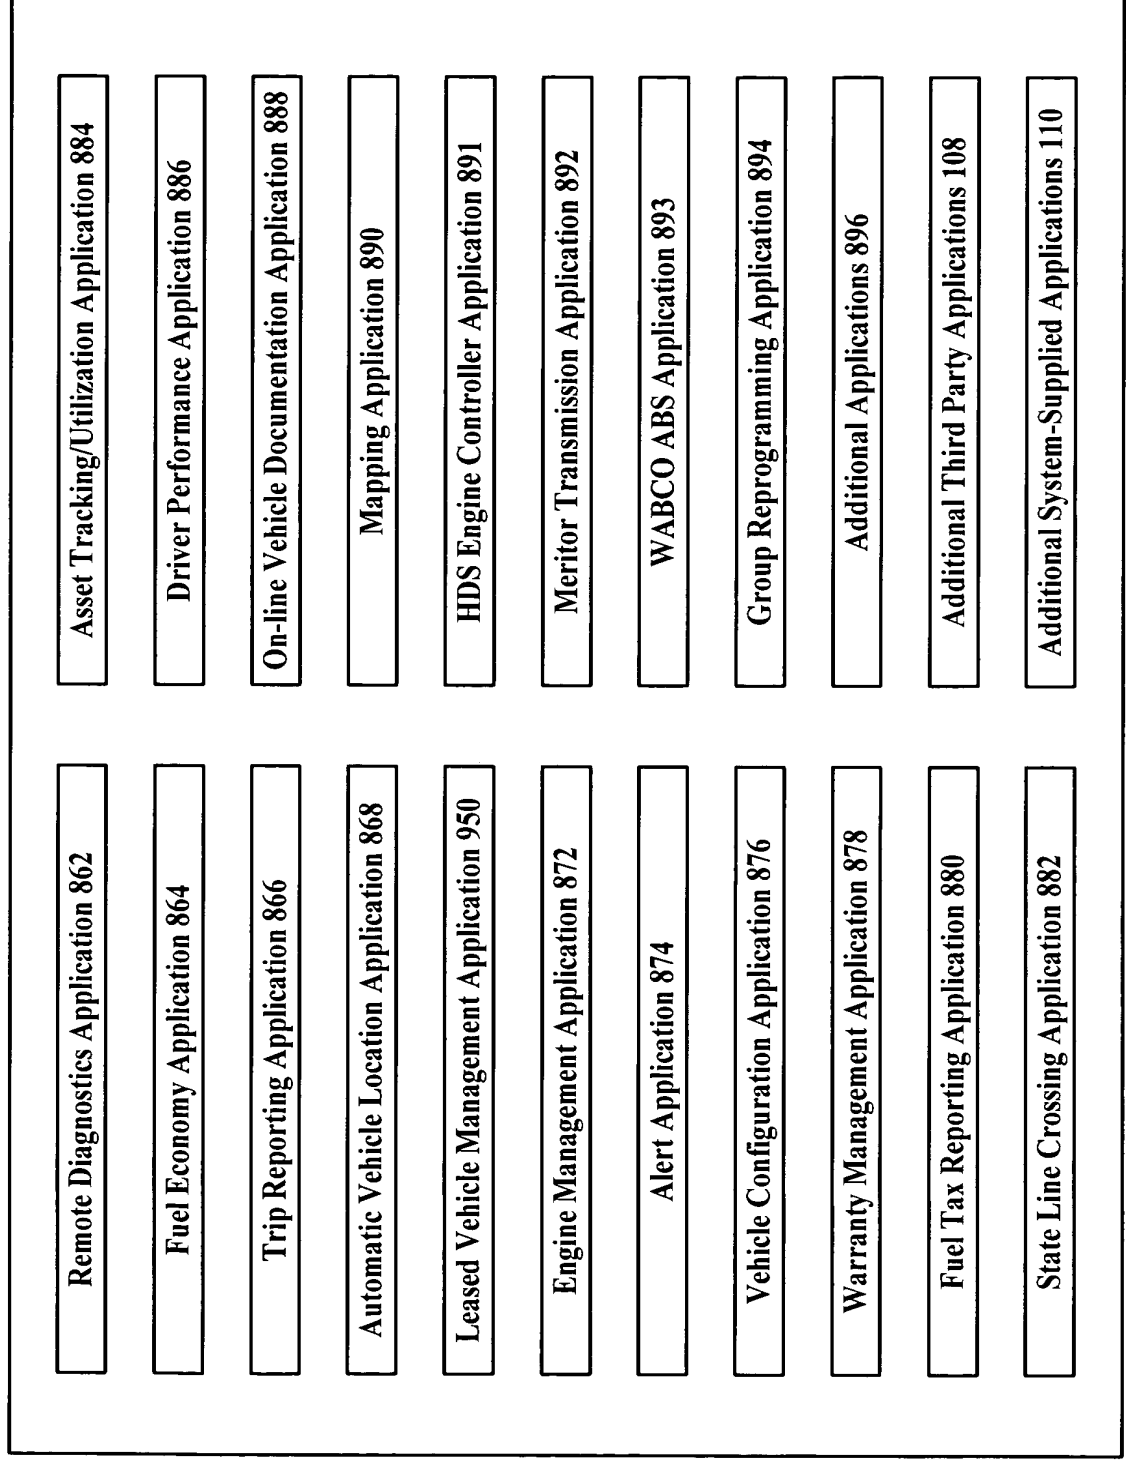 Remote Diagnostics Application 862
Fuel Economy Application 864
Trip Reporting Application 866
Automatic Vehicle Location Application 868
Leased Vehicle Management Application 950
Engine Management Application 872
Alert Application 874
Vehicle Configuration Application 876
Warranty Management Application 878
Fuel Tax Reporting Application 880
State Line Crossing Application 882
Asset Tracking/Utilization Application 884
Driver Performance Application 886
On-line Vehicle Documentation Application 888
Mapping Application 890
HDS Engine Controller Application 891
Meritor Transmission Application 892
WABCO ABS Application 893
Group Reprogramming Application 894
Additional Applications 896
Additional Third Party Applications 108
Additional System-Supplied Applications 110